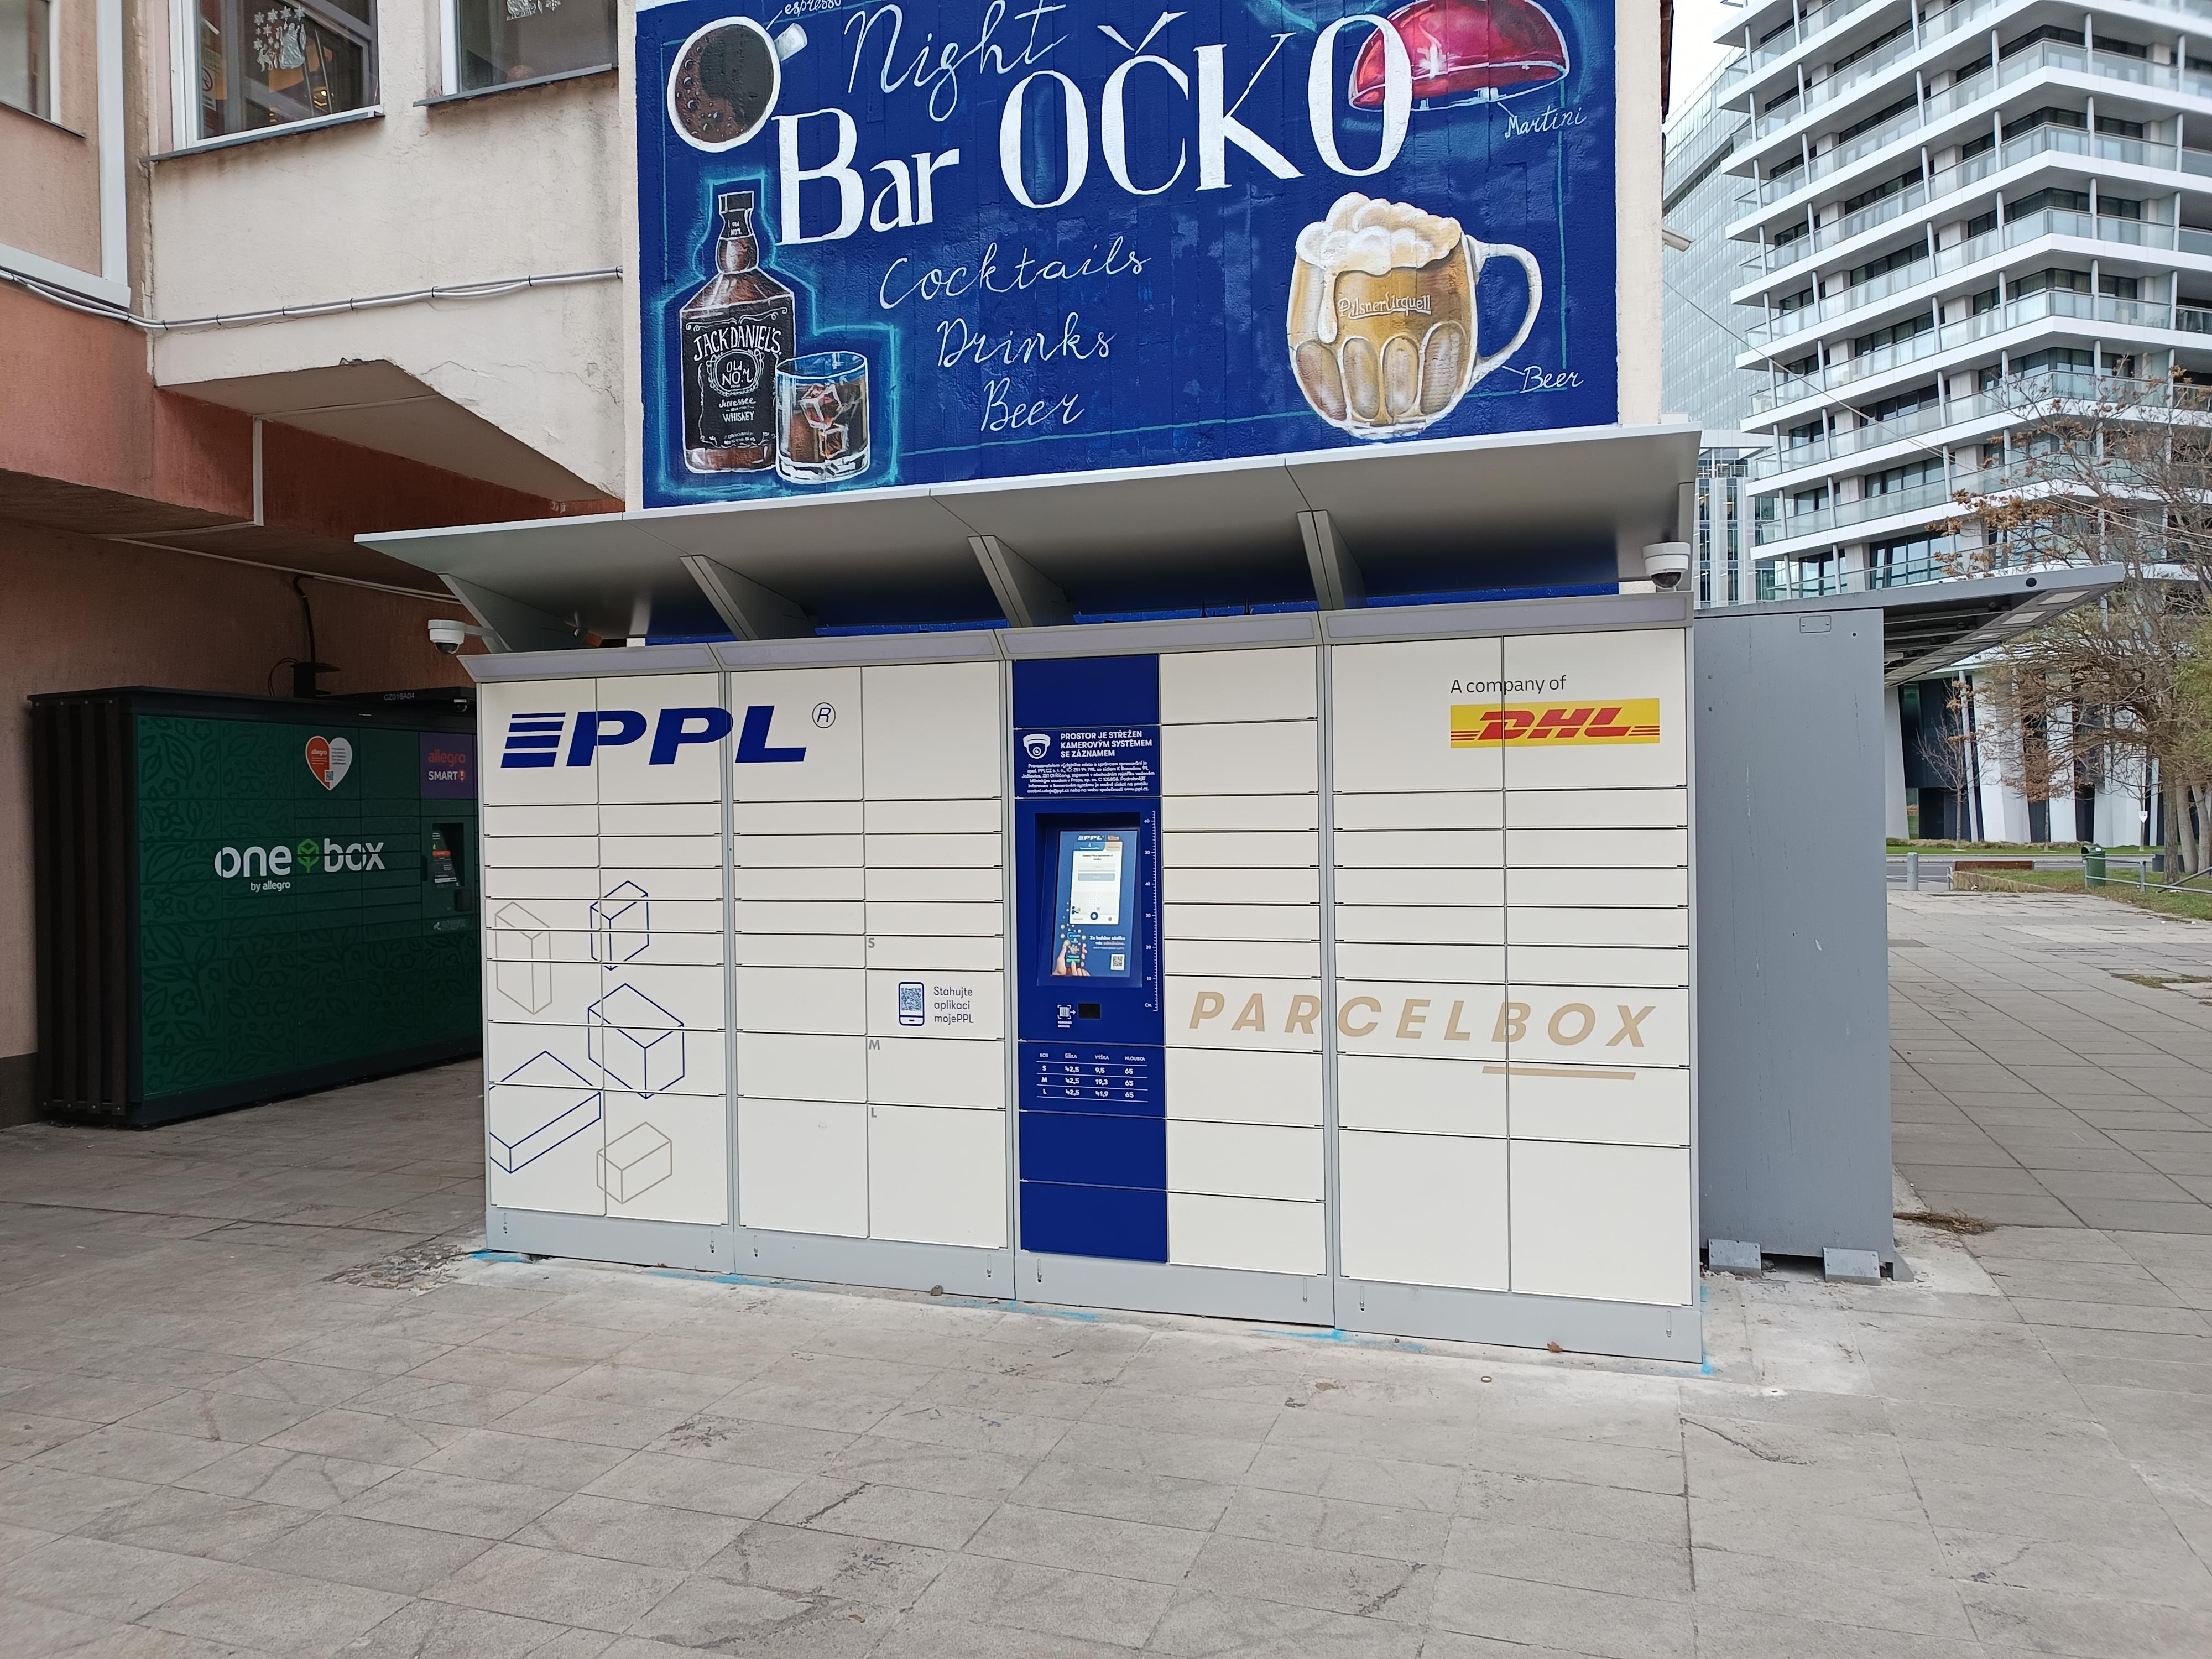 espresso
Night
Bar OČKO
Martini
Cocktails
Drinks
Beer
JACK DANIEL'S
OLD
NO.7
WHISKEY
Pilsner Urquell
Beer
CZ016A04
allegro
allegro
SMART!
one box
by allegro
PPL®
PROSTOR JE STŘEŽEN
KAMEROVÝM SYSTÉMEM
SE ZÁZNAMEM
A company of
DHL
PPL
S
Stahujte
aplikaci
mojePPL
M
L
PARCELBOX
BOX ŠÍŘKA VÝŠKA HLOUBKA
S 42,5 9,5 65
M 42,5 19,3 65
L 42,5 41,9 65